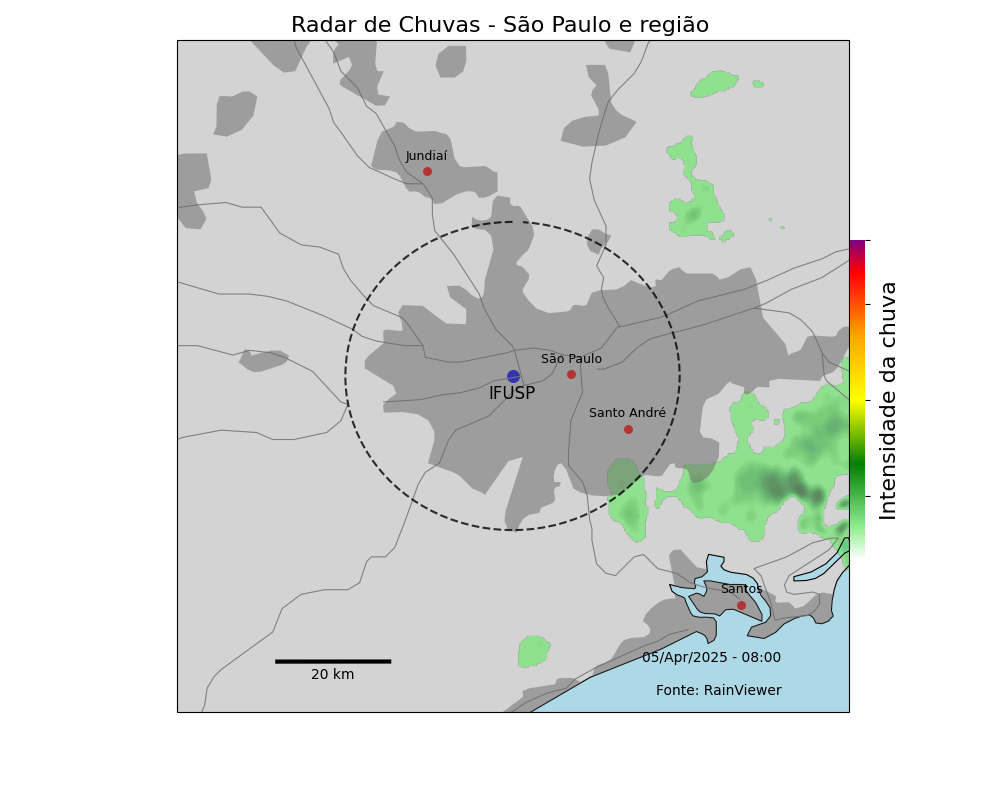 Radar de Chuvas - São Paulo e região
Jundiaí
São Paulo
IFUSP
Santo André
Intensidade da chuva
Santos
05/Apr/2025 - 08:00
20 km
Fonte: RainViewer